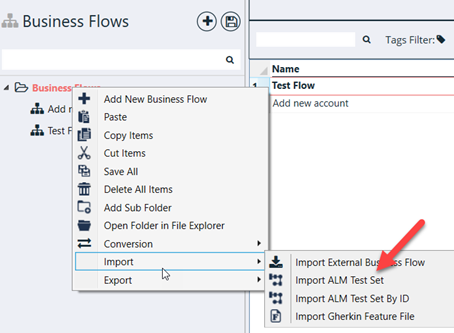 Business Flows
Tags Filter:
Business Flows
Add n
Test F
Name
1 Test Flow
Add new account
Add New Business Flow
Paste
Copy Items
Cut Items
Save All
Delete All Items
Add Sub Folder
Open Folder in File Explorer
Conversion
Import
Export
Import External Business Flow
Import ALM Test Set
Import ALM Test Set By ID
Import Gherkin Feature File